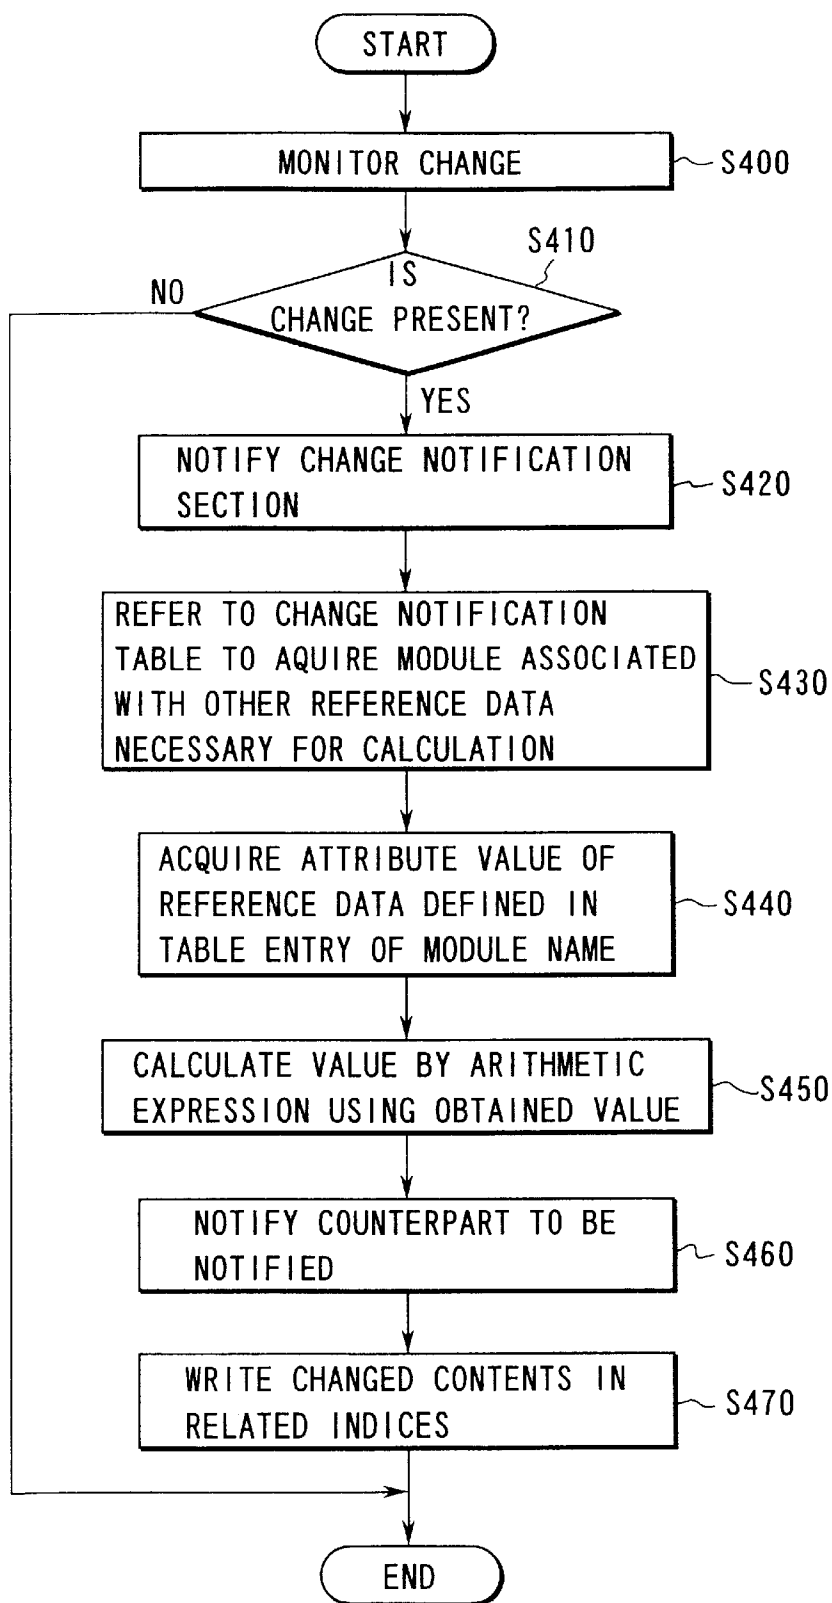 START
MONITOR CHANGE
S400
S410
IS
NO
CHANGE PRESENT?
YES
NOTIFY CHANGE NOTIFICATION
SECTION
S420
REFER TO CHANGE NOTIFICATION
TABLE TO AQUIRE MODULE ASSOCIATED
WITH OTHER REFERENCE DATA
NECESSARY FOR CALCULATION
S430
ACQUIRE ATTRIBUTE VALUE OF
REFERENCE DATA DEFINED IN
TABLE ENTRY OF MODULE NAME
S440
CALCULATE VALUE BY ARITHMETIC
EXPRESSION USING OBTAINED VALUE
S450
NOTIFY COUNTERPART TO BE
NOTIFIED
S460
WRITE CHANGED CONTENTS IN
RELATED INDICES
S470
END